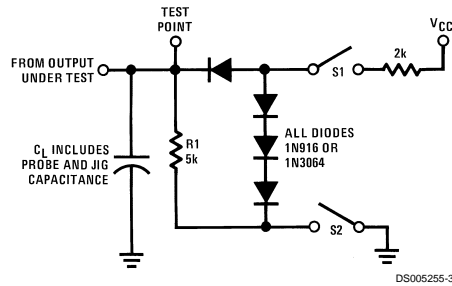 TEST
POINT
VCC
FROM OUTPUT
UNDER TEST
S1
2k
R1
5k
ALL DIODES
1N916 OR
1N3064
CL INCLUDES
PROBE AND JIG
CAPACITANCE
S2
DS005255-3